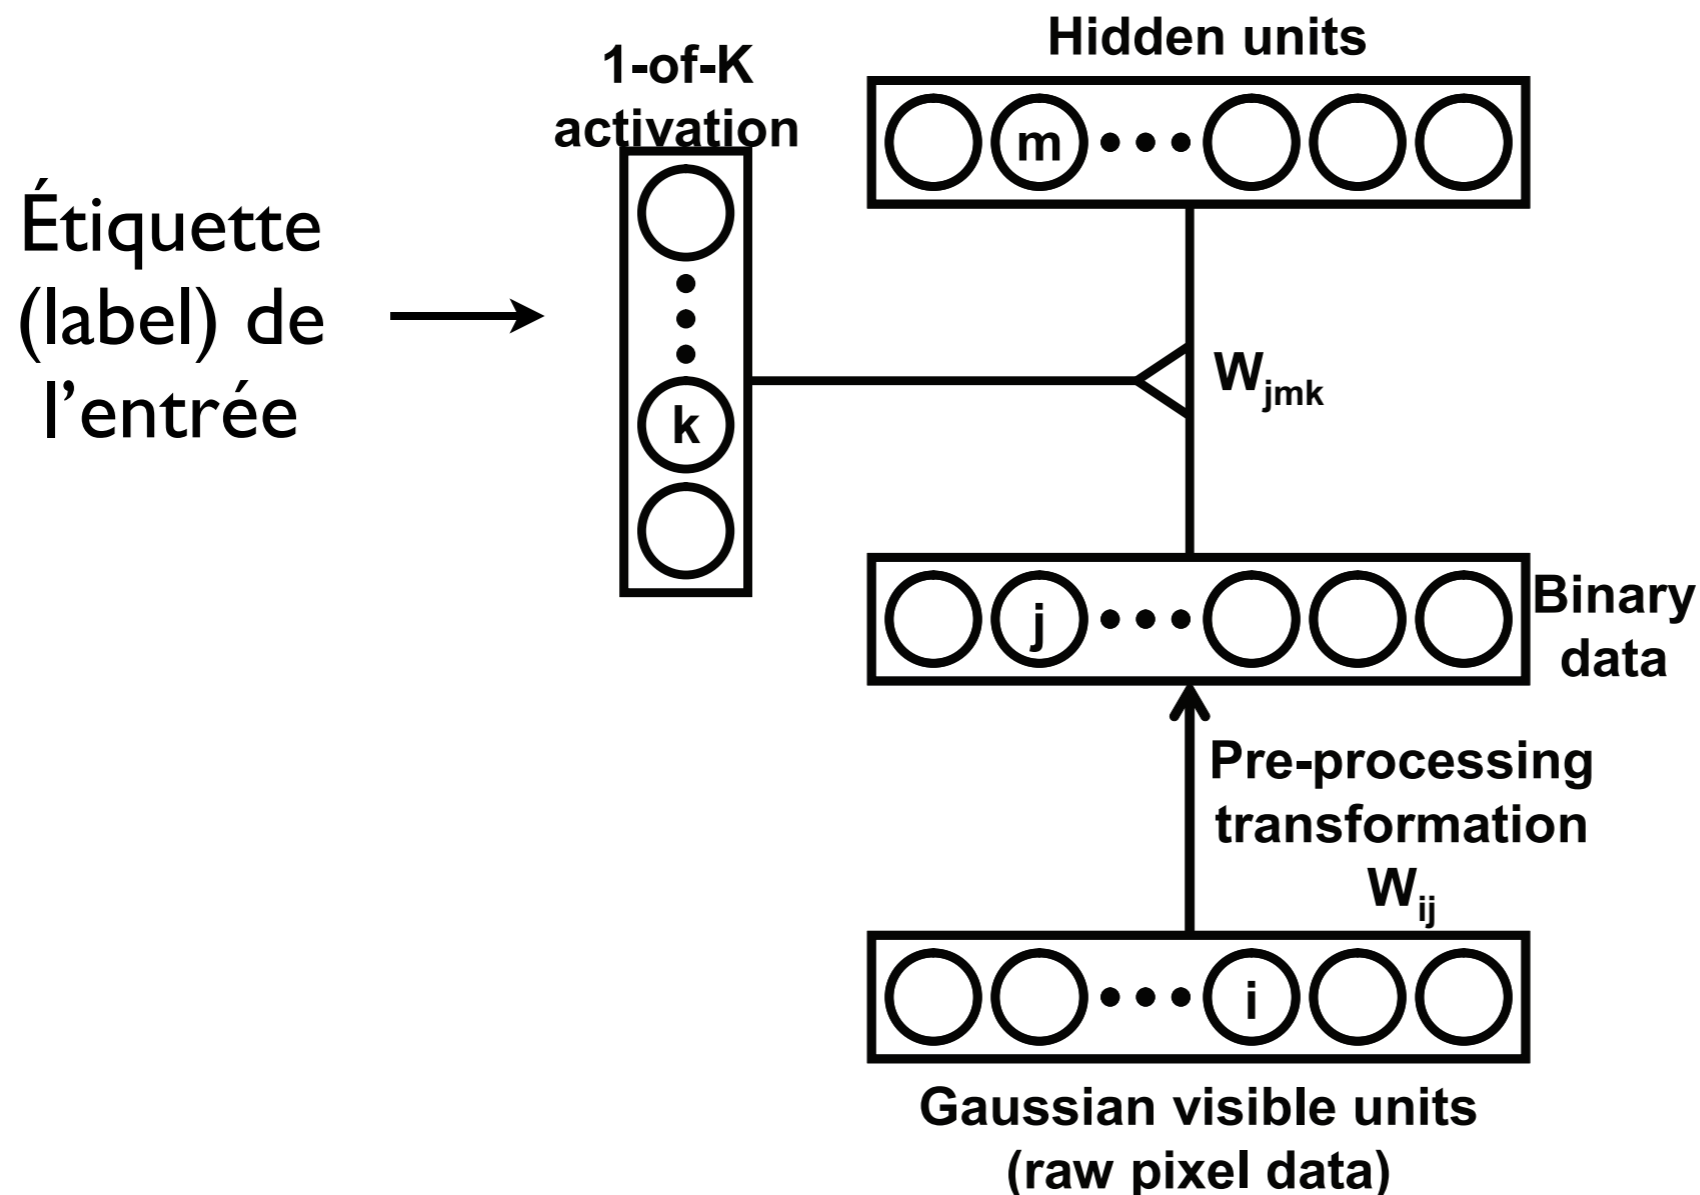 Étiquette
(label) de
l’entrée
1-of-K
activation
k
Hidden units
m
W_jmk
j
Binary
data
Pre-processing
transformation
W_ij
i
Gaussian visible units
(raw pixel data)